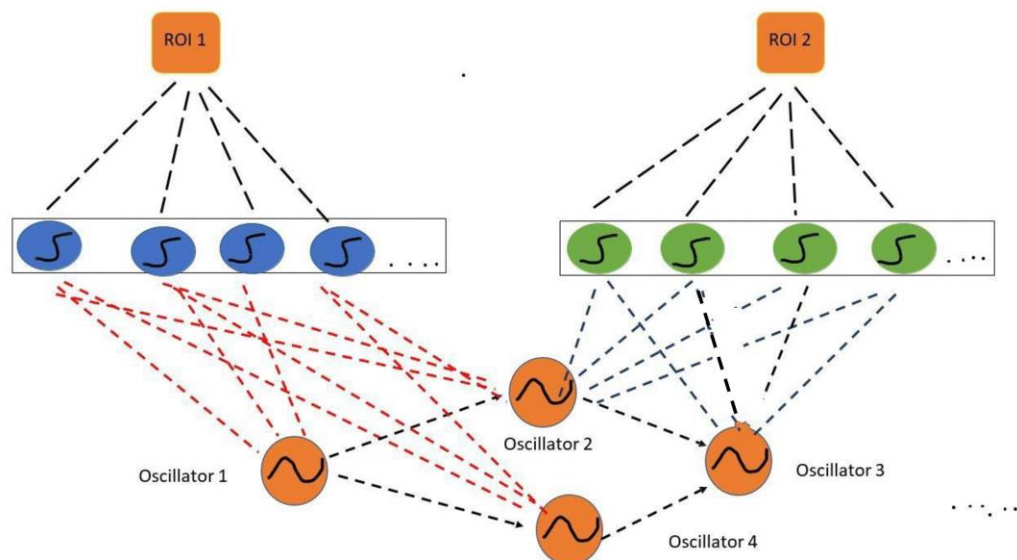 ROI 1
ROI 2
Oscillator 2
Oscillator 1
Oscillator 3
Oscillator 4